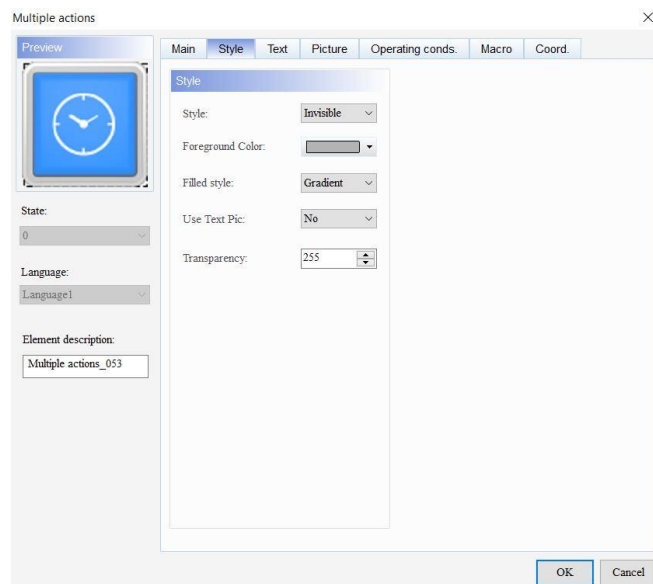 Multiple actions
Preview
Main Style Text Picture Operating conds. Macro Coord.
Style
Style: Invisible
Foreground Color:
Filled style: Gradient
Use Text Pic: No
Transparency: 255
State:
0
Language:
Language1
Element description:
Multiple actions_053
OK Cancel